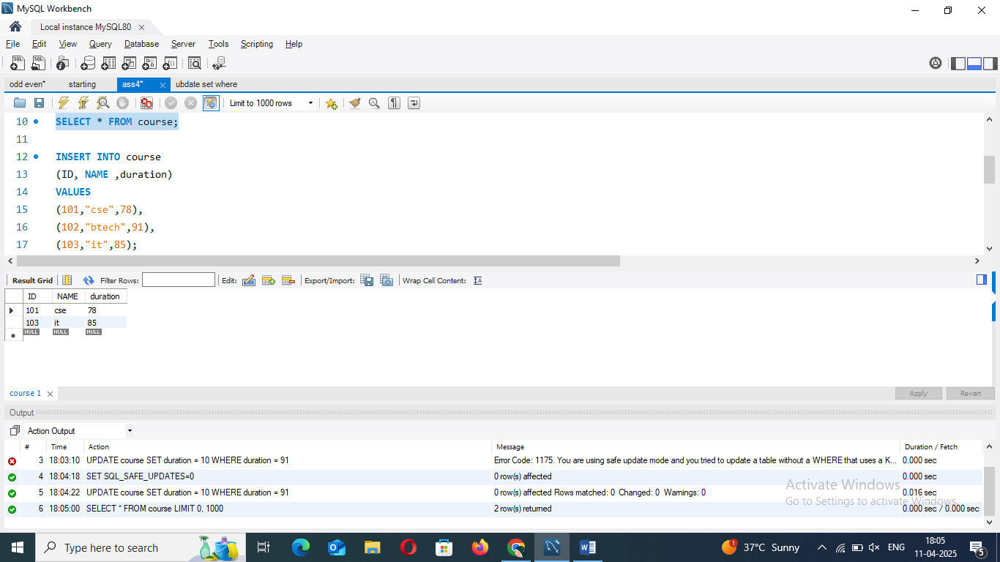 MySQL Workbench
Local instance MySQL80
File Edit View Query Database Server Tools Scripting Help
odd even* starting ass4* ubdate set where
Limit to 1000 rows
10 SELECT * FROM course;
11
12 INSERT INTO course
13 (ID, NAME ,duration)
14 VALUES
15 (101,"cse",78),
16 (102,"btech",91),
17 (103,"it",85);
Result Grid Filter Rows: Edit: Export/Import: Wrap Cell Content:
ID NAME duration
101 cse 78
103 it 85
NULL NULL NULL
course 1 Apply Revert
Output
Action Output
# Time Action Message Duration / Fetch
3 18:03:10 UPDATE course SET duration = 10 WHERE duration = 91 Error Code: 1175. You are using safe update mode and you tried to update a table without a WHERE that uses a K... 0.000 sec
4 18:04:18 SET SQL_SAFE_UPDATES=0 0 row(s) affected 0.000 sec
5 18:04:22 UPDATE course SET duration = 10 WHERE duration = 91 0 row(s) affected Rows matched: 0 Changed: 0 Warnings: 0 0.016 sec
6 18:05:00 SELECT * FROM course LIMIT 0, 1000 2 row(s) returned 0.000 sec / 0.000 sec
Activate Windows
Go to Settings to activate Windows.
Type here to search 1 37°C Sunny ENG 18:05
11-04-2025 5